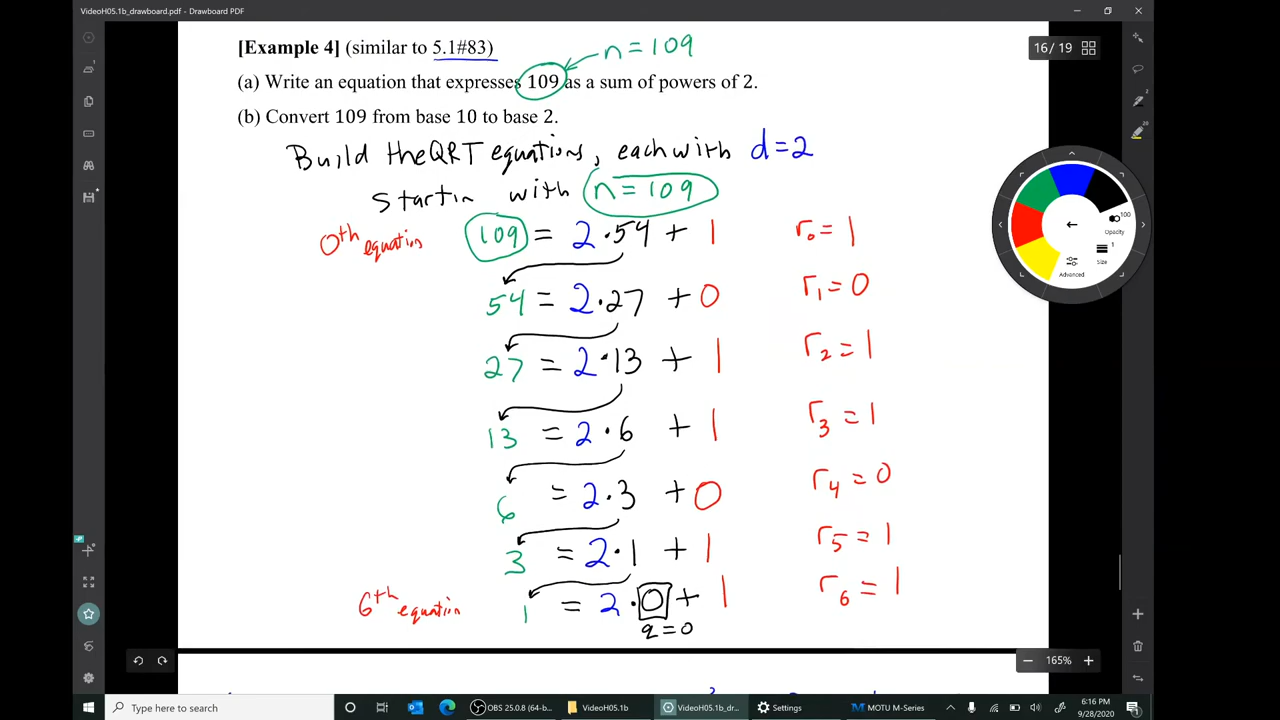 VideoH05.1b_drawboard.pdf - Drawboard PDF
16/19
[Example 4] (similar to 5.1#83)
n = 109
(a) Write an equation that expresses 109 as a sum of powers of 2.
(b) Convert 109 from base 10 to base 2.
Build the QRT equations, each with d=2
startin with n = 109
0th equation 109 = 2·54 + 1 r0 = 1
54 = 2·27 + 0 r1 = 0
27 = 2·13 + 1 r2 = 1
13 = 2·6 + 1 r3 = 1
6 = 2·3 + 0 r4 = 0
3 = 2·1 + 1 r5 = 1
6th equation 1 = 2·0 + 1 r6 = 1
q = 0
100
Opacity
1
Size
Advanced
165%
Type here to search
OBS 25.0.8 (64-b...
VideoH05.1b
VideoH05.1b_dr...
Settings
MOTU M-Series
6:16 PM
9/28/2020